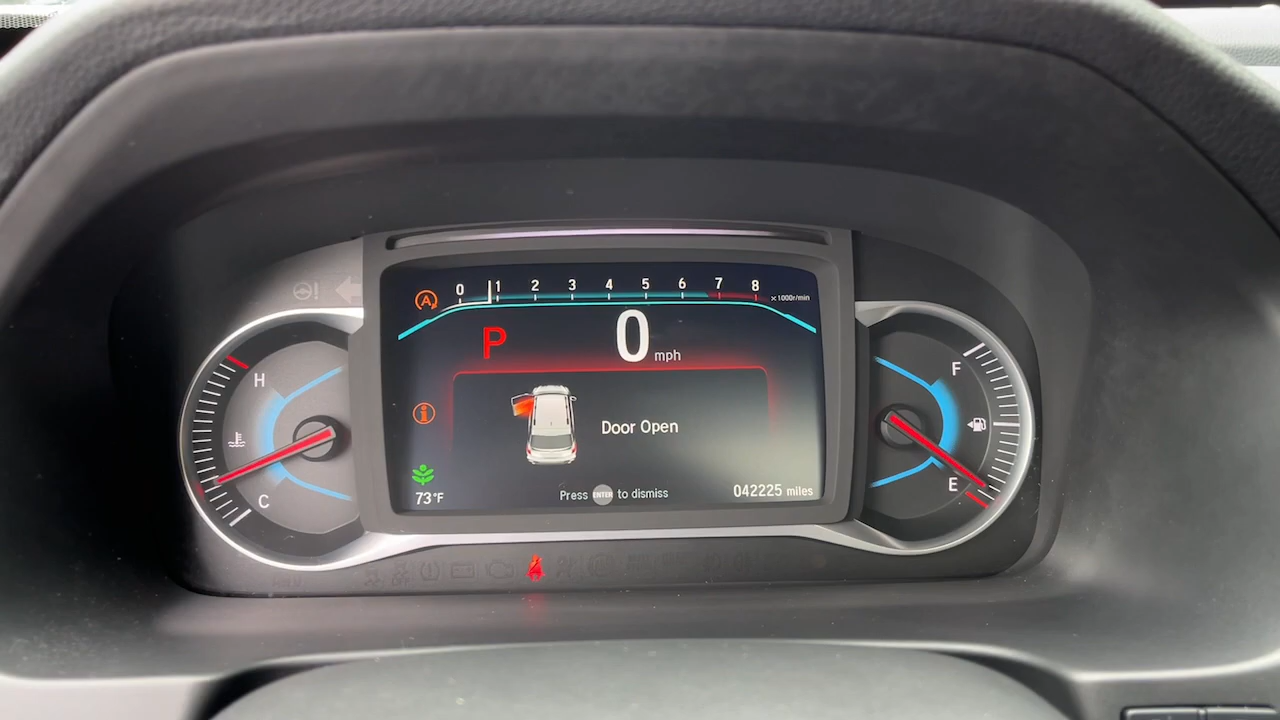 0 1 2 3 4 5 6 7 8 x1000r/min
A
P 0 mph
H
F
i
Door Open
C
E
73°F
Press ENTER to dismiss
042225 miles